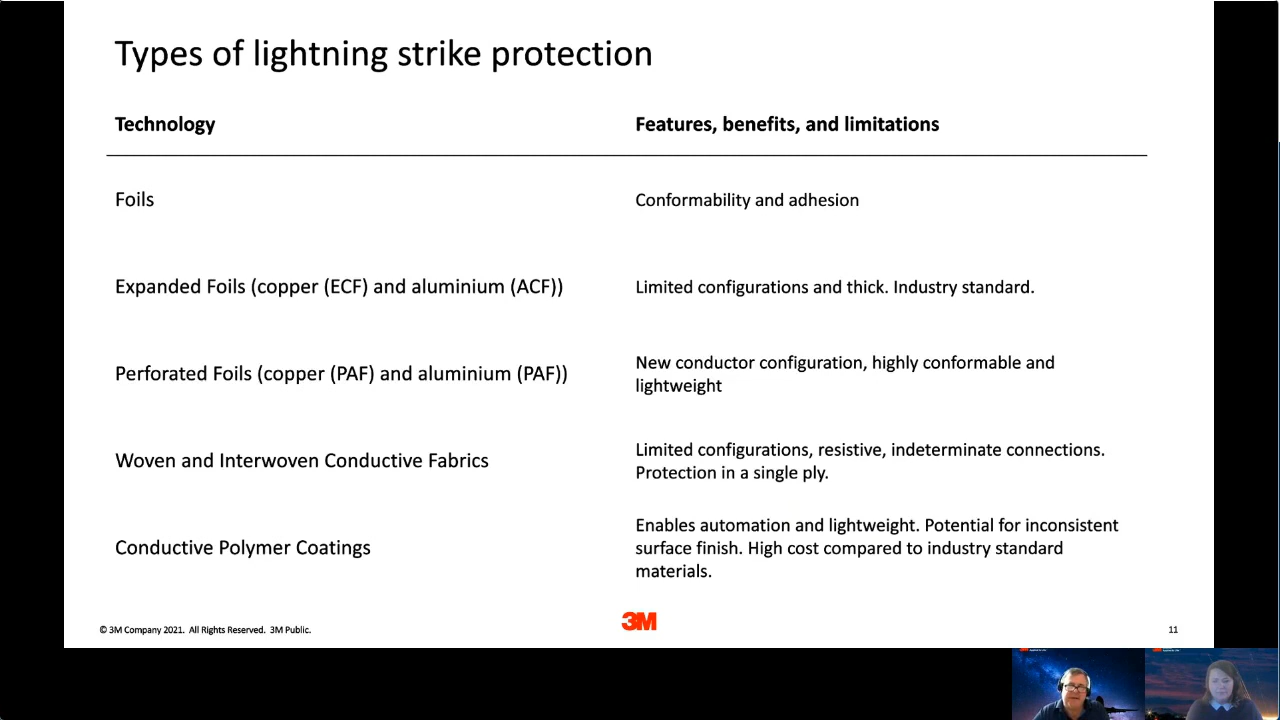 Types of lightning strike protection
Technology
Features, benefits, and limitations
Foils
Conformability and adhesion
Expanded Foils (copper (ECF) and aluminium (ACF))
Limited configurations and thick. Industry standard.
Perforated Foils (copper (PAF) and aluminium (PAF))
New conductor configuration, highly conformable and
lightweight
Woven and Interwoven Conductive Fabrics
Limited configurations, resistive, indeterminate connections.
Protection in a single ply.
Conductive Polymer Coatings
Enables automation and lightweight. Potential for inconsistent
surface finish. High cost compared to industry standard
materials.
© 3M Company 2021. All Rights Reserved. 3M Public.
3M
11